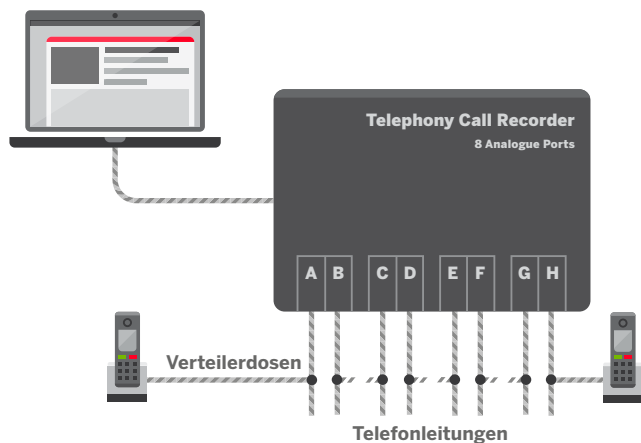 Telephony Call Recorder
8 Analogue Ports
A B C D E F G H
Verteilerdosen
Telefonleitungen